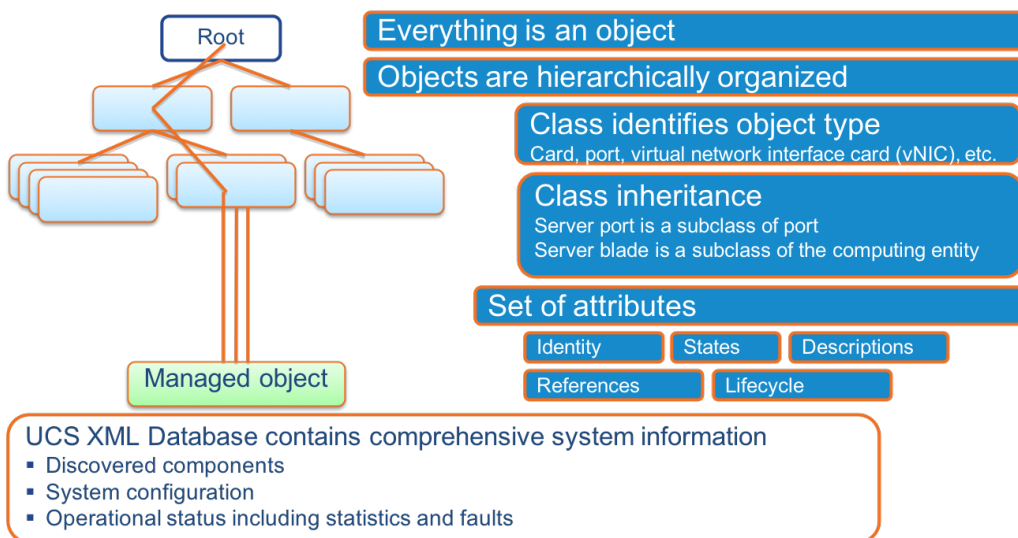 Root
Everything is an object
Objects are hierarchically organized
Class identifies object type
Card, port, virtual network interface card (vNIC), etc.
Class inheritance
Server port is a subclass of port
Server blade is a subclass of the computing entity
Set of attributes
Identity
States
Descriptions
References
Lifecycle
Managed object
UCS XML Database contains comprehensive system information
▪ Discovered components
▪ System configuration
▪ Operational status including statistics and faults